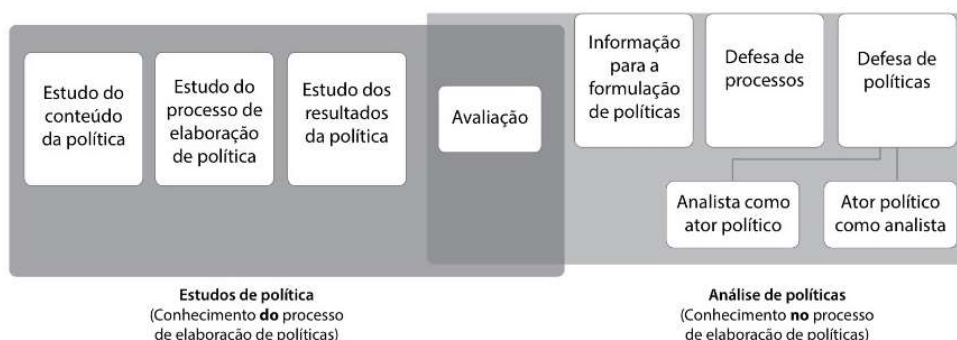 Estudo do
conteúdo
da política
Estudo do
processo de
elaboração
de política
Estudo dos
resultados
da política
Avaliação
Informação
para a
formulação
de políticas
Defesa de
processos
Defesa de
políticas
Analista como
ator político
Ator político
como analista
Estudos de política
(Conhecimento do processo
de elaboração de políticas)
Análise de políticas
(Conhecimento no processo
de elaboração de políticas)